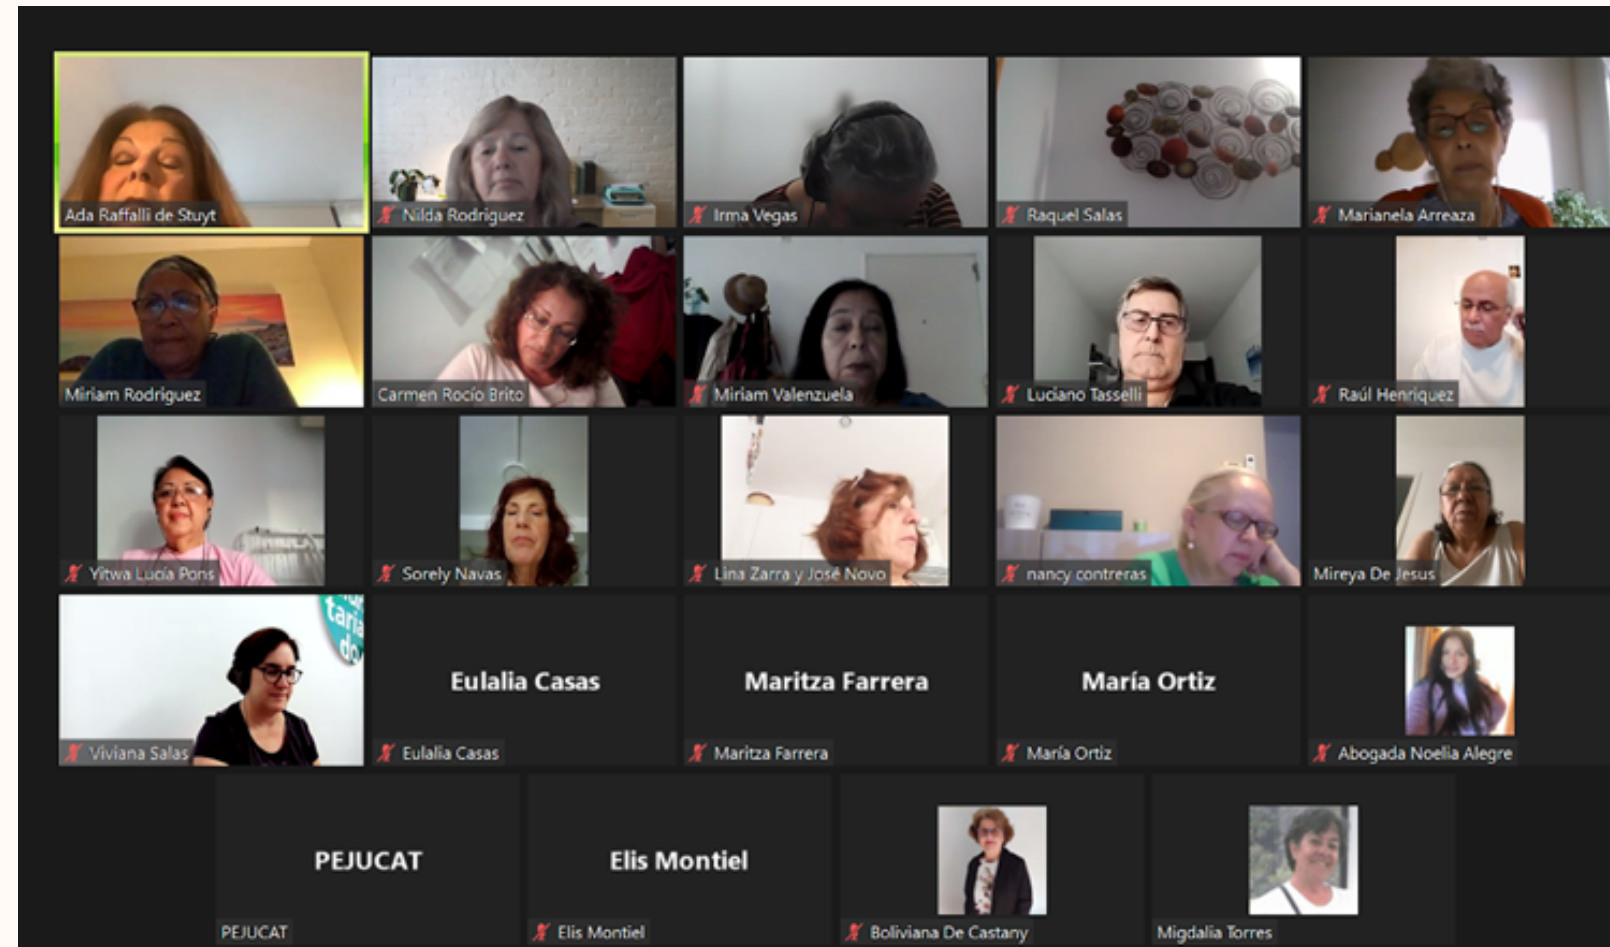 Ada Raffalli de Stuyt
Nilda Rodriguez
Irma Vegas
Raquel Salas
Marianela Arreaza
Miriam Rodriguez
Carmen Rocío Brito
Miriam Valenzuela
Luciano Tasselli
Raúl Henriquez
Yitwa Lucía Pons
Sorely Navas
Lina Zarra y José Novo
nancy contreras
Mireya De Jesus
taria
do
Viviana Salas
Eulalia Casas
Eulalia Casas
Maritza Farrera
Maritza Farrera
María Ortiz
María Ortiz
Abogada Noelia Alegre
PEJUCAT
PEJUCAT
Elis Montiel
Elis Montiel
Boliviana De Castany
Migdalia Torres